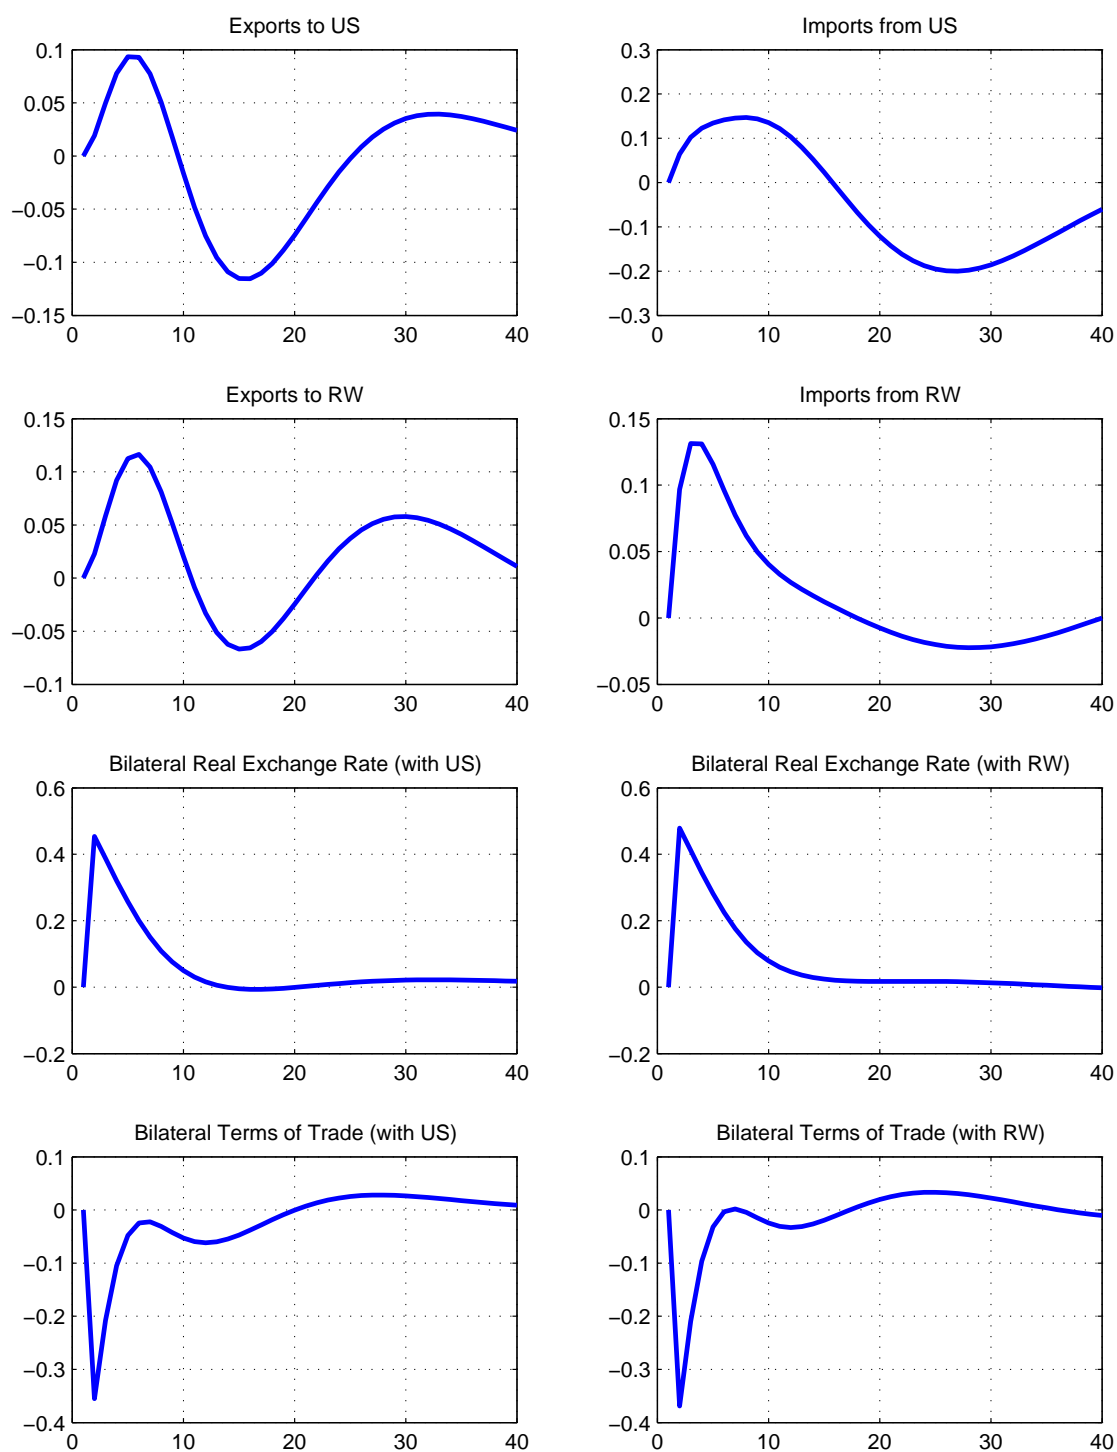 Exports to US
0.1
0.05
0
−0.05
−0.1
−0.15
0 10 20 30 40
Imports from US
0.3
0.2
0.1
0
−0.1
−0.2
−0.3
0 10 20 30 40
Exports to RW
0.15
0.1
0.05
0
−0.05
−0.1
0 10 20 30 40
Imports from RW
0.15
0.1
0.05
0
−0.05
0 10 20 30 40
Bilateral Real Exchange Rate (with US)
0.6
0.4
0.2
0
−0.2
0 10 20 30 40
Bilateral Real Exchange Rate (with RW)
0.6
0.4
0.2
0
−0.2
0 10 20 30 40
Bilateral Terms of Trade (with US)
0.1
0
−0.1
−0.2
−0.3
−0.4
0 10 20 30 40
Bilateral Terms of Trade (with RW)
0.1
0
−0.1
−0.2
−0.3
−0.4
0 10 20 30 40